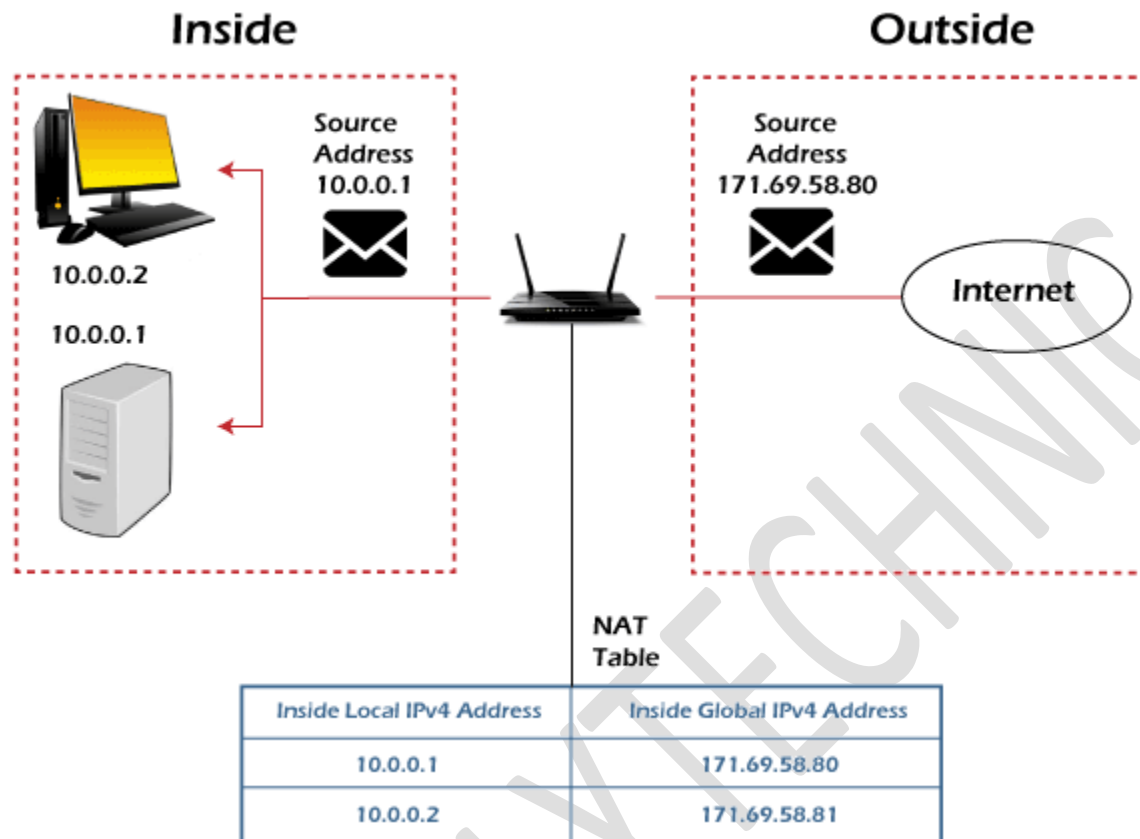 Inside
Outside
Source
Address
10.0.0.1
Source
Address
171.69.58.80
10.0.0.2
10.0.0.1
Internet
NAT
Table
Inside Local IPv4 Address
Inside Global IPv4 Address
10.0.0.1
171.69.58.80
10.0.0.2
171.69.58.81
YTECHNIC